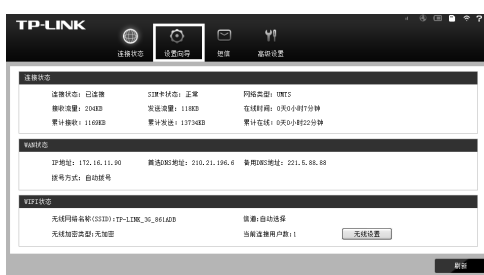 TP-LINK
连接状态 设置向导 短信 高级设置
连接状态
连接状态：已连接 SIM卡状态：正常 网络类型：UMTS
接收流量：204KB 发送流量：118KB 在线时间：0天0小时7分钟
累计接收：1169KB 累计发送：13734KB 累计在线：0天0小时22分钟
WAN状态
IP地址：172.16.11.90 首选DNS地址：210.21.196.6 备用DNS地址：221.5.88.88
拨号方式：自动拨号
WIFI状态
无线网络名称(SSID)：TP-LINK_3G_861ADB 信道：自动选择
无线加密类型：无加密 当前连接用户数：1 无线设置
刷新